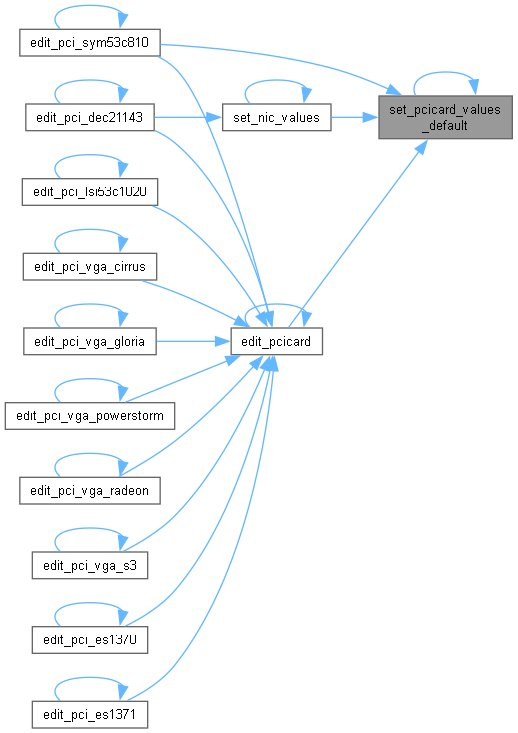 edit_pci_sym53c810
edit_pci_dec21143
set_nic_values
set_pcicard_values
_default
edit_pci_lsi53c1020
edit_pci_vga_cirrus
edit_pci_vga_gloria
edit_pcicard
edit_pci_vga_powerstorm
edit_pci_vga_radeon
edit_pci_vga_s3
edit_pci_es1370
edit_pci_es1371